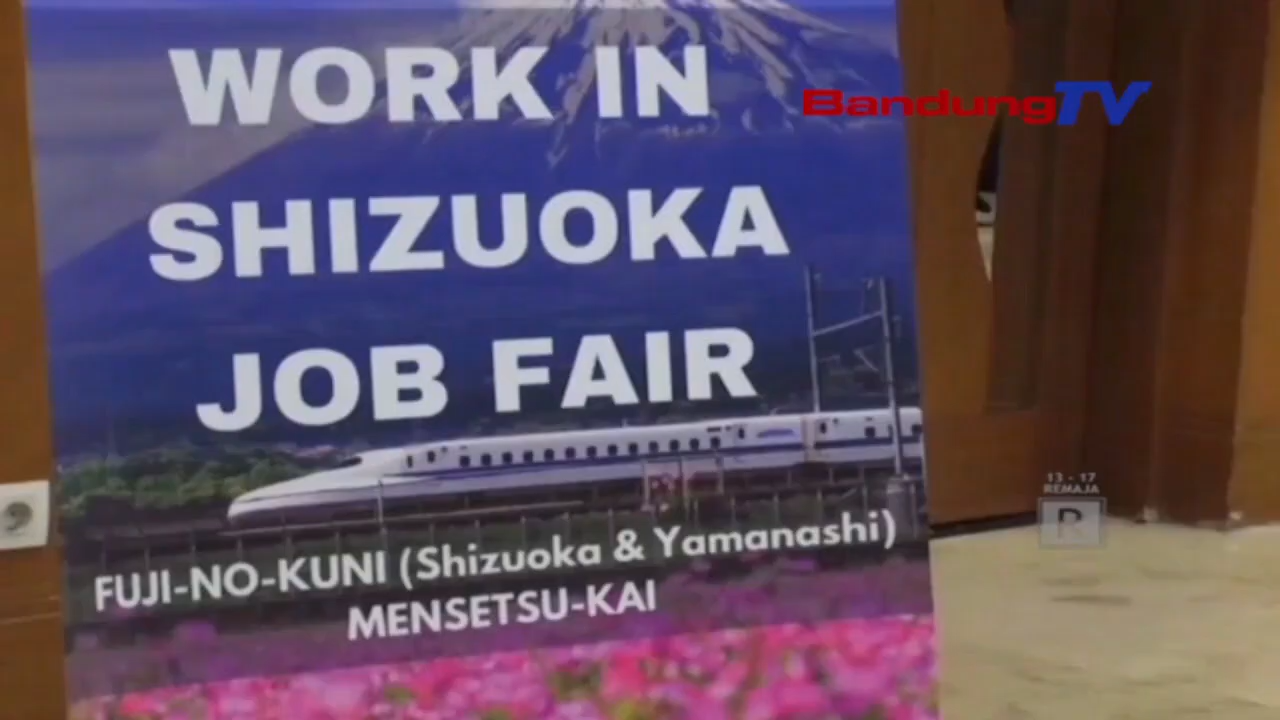 WORK IN
BandungTV
SHIZUOKA
JOB FAIR
13 - 17
REMAJA
R
FUJI-NO-KUNI (Shizuoka & Yamanashi)
MENSETSU-KAI